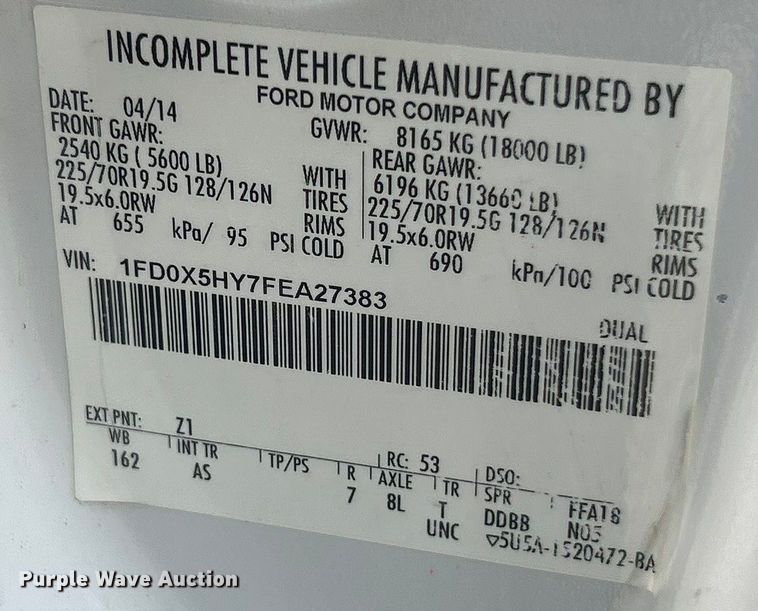 INCOMPLETE VEHICLE MANUFACTURED BY
FORD MOTOR COMPANY
DATE: 04/14 GVWR: 8165 KG (18000 LB)
FRONT GAWR: REAR GAWR:
2540 KG ( 5600 LB) WITH 6196 KG (13660 LB) WITH
225/70R19.5G 128/126N TIRES 225/70R19.5G 128/126N TIRES
19.5x6.0RW RIMS 19.5x6.0RW RIMS
AT 655 kPa/ 95 PSI COLD AT 690 kPa/100 PSI COLD
VIN: 1FD0X5HY7FEA27383
DUAL
EXT PNT: Z1 RC: 53 DSO:
WB INT TR TP/PS R AXLE TR SPR FFA18
162 AS 7 8L T DDBB N05
UNC ▽5U5A-1520472-BA
Purple Wave Auction